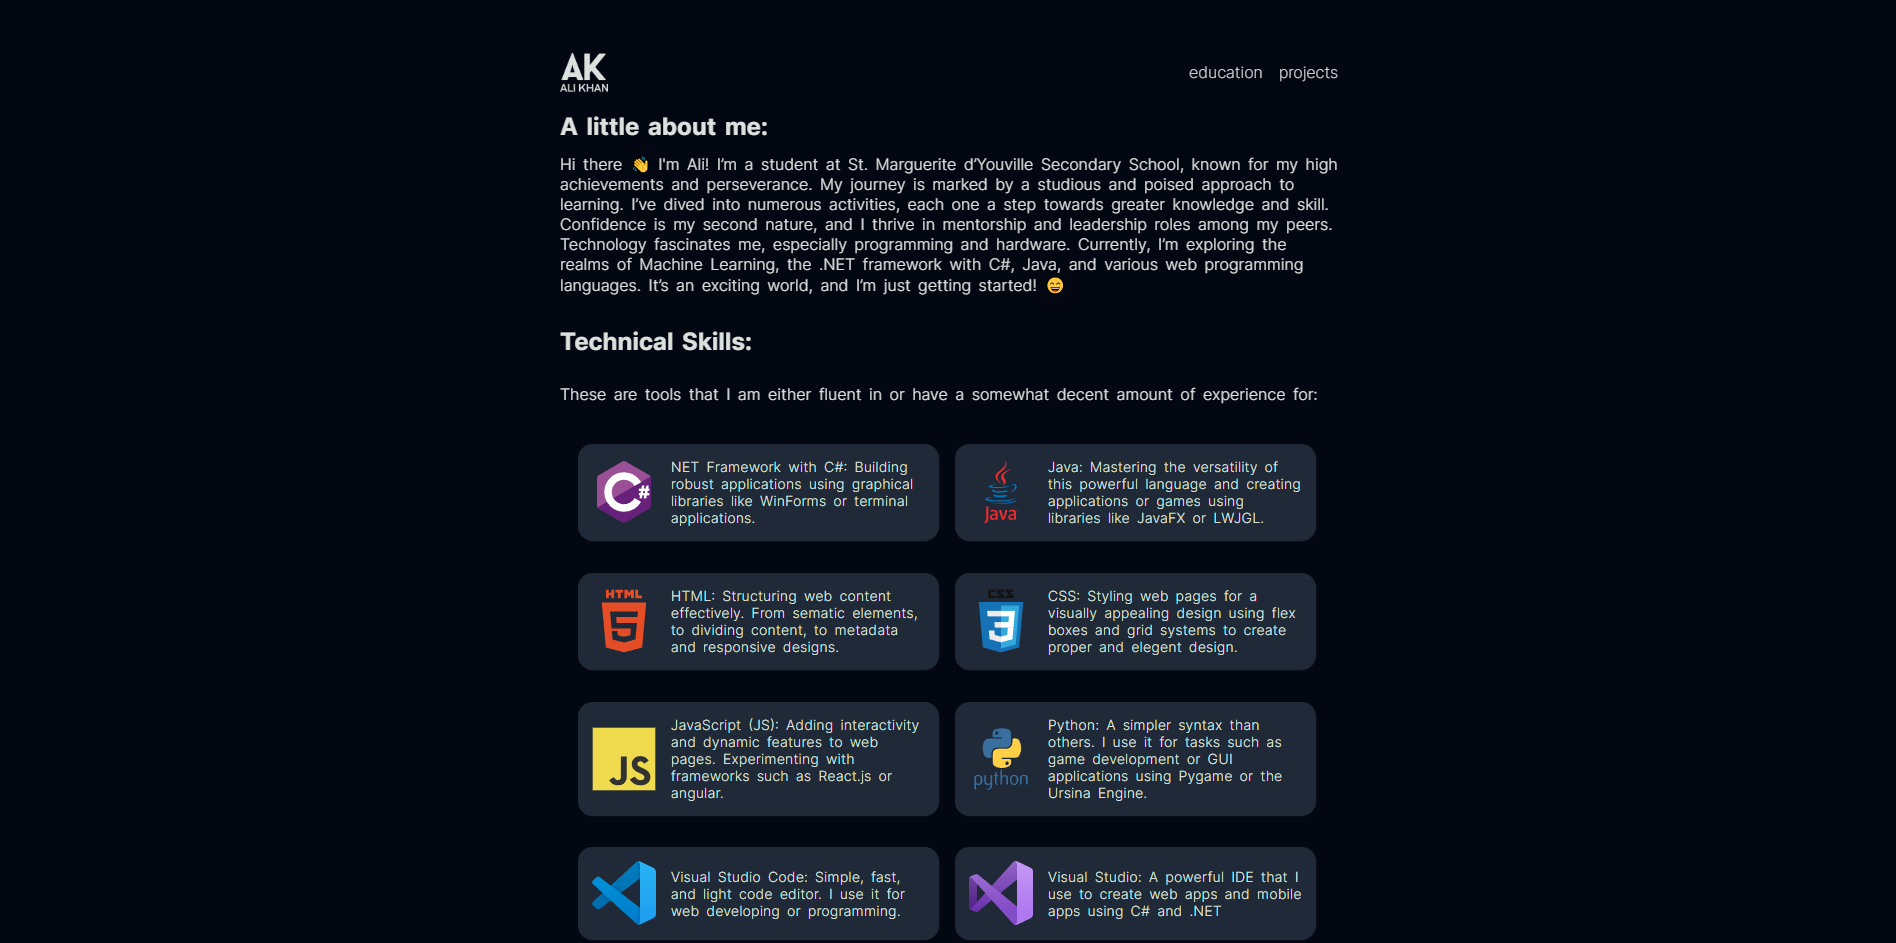 AK
ALI KHAN
education projects
A little about me:
Hi there 👋 I'm Ali! I’m a student at St. Marguerite d’Youville Secondary School, known for my high
achievements and perseverance. My journey is marked by a studious and poised approach to
learning. I’ve dived into numerous activities, each one a step towards greater knowledge and skill.
Confidence is my second nature, and I thrive in mentorship and leadership roles among my peers.
Technology fascinates me, especially programming and hardware. Currently, I’m exploring the
realms of Machine Learning, the .NET framework with C#, Java, and various web programming
languages. It’s an exciting world, and I’m just getting started! 😄
Technical Skills:
These are tools that I am either fluent in or have a somewhat decent amount of experience for:
C#
NET Framework with C#: Building
robust applications using graphical
libraries like WinForms or terminal
applications.
Java
Java: Mastering the versatility of
this powerful language and creating
applications or games using
libraries like JavaFX or LWJGL.
HTML
5
HTML: Structuring web content
effectively. From sematic elements,
to dividing content, to metadata
and responsive designs.
CSS
3
CSS: Styling web pages for a
visually appealing design using flex
boxes and grid systems to create
proper and elegent design.
JS
JavaScript (JS): Adding interactivity
and dynamic features to web
pages. Experimenting with
frameworks such as React.js or
angular.
python
Python: A simpler syntax than
others. I use it for tasks such as
game development or GUI
applications using Pygame or the
Ursina Engine.
Visual Studio Code: Simple, fast,
and light code editor. I use it for
web developing or programming.
Visual Studio: A powerful IDE that I
use to create web apps and mobile
apps using C# and .NET